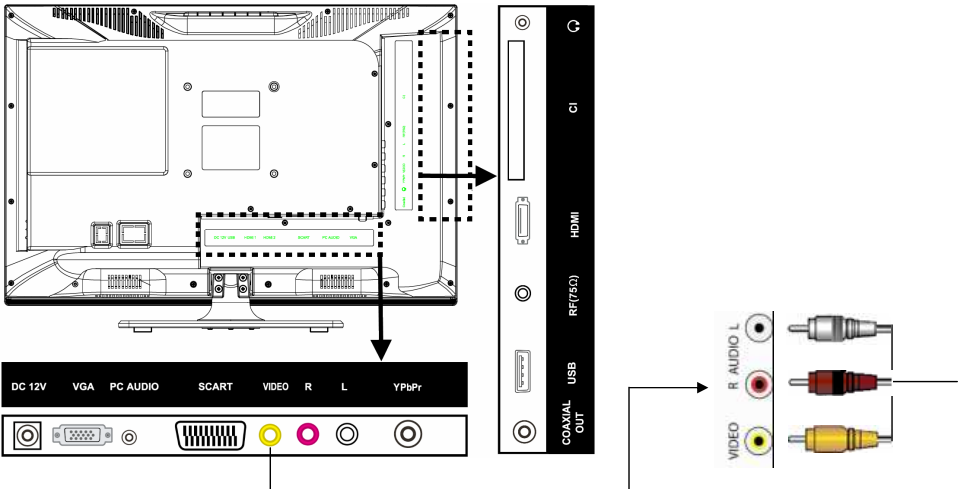 DC 12V VGA PC AUDIO SCART VIDEO R L YPbPr
CI
HDMI
RF(75Ω)
USB
COAXIAL
OUT
R AUDIO L
VIDEO